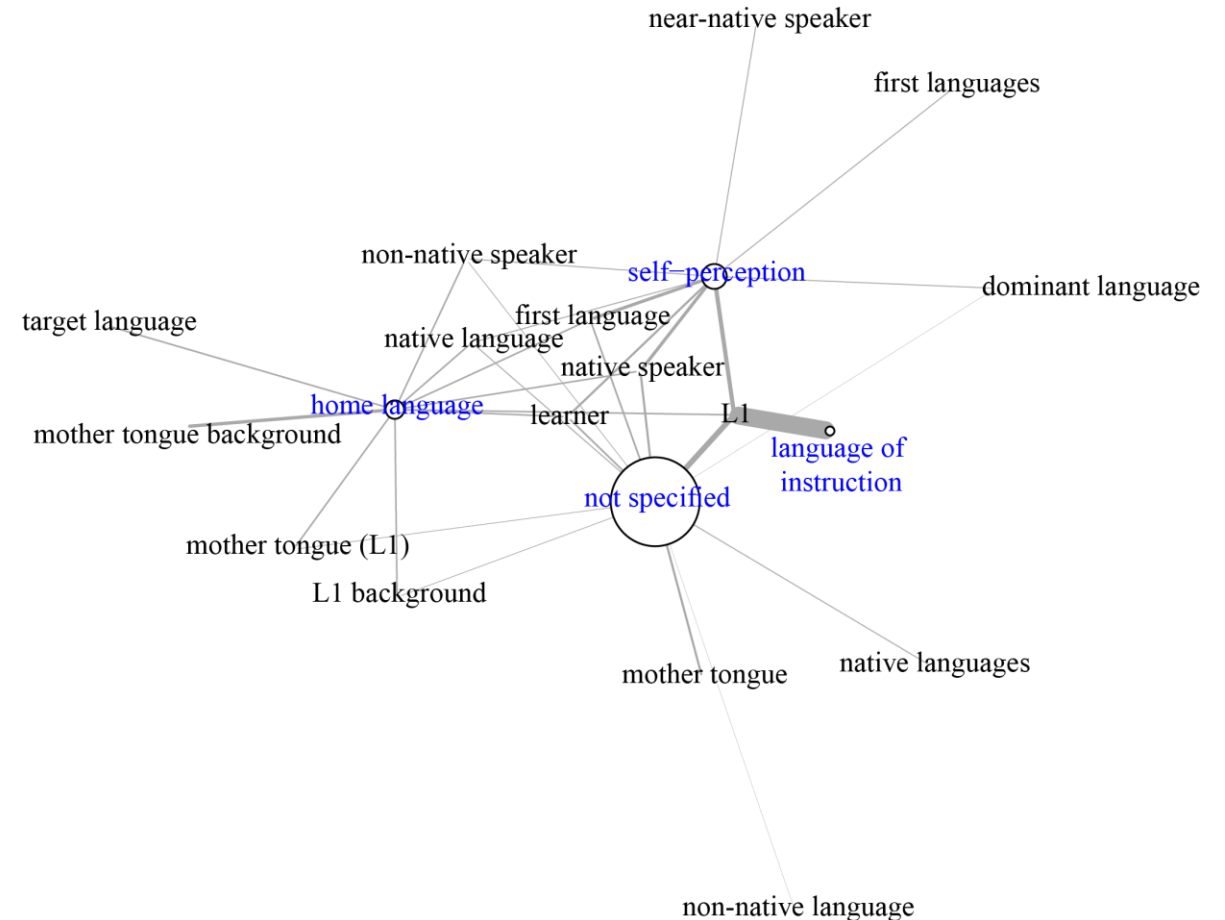 near-native speaker
first languages
non-native speaker
self−perception
dominant language
target language
first language
native language
native speaker
home language
learner
L1
mother tongue background
language of
instruction
not specified
mother tongue (L1)
L1 background
native languages
mother tongue
non-native language